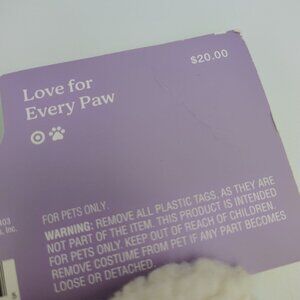 Love for
Every Paw
$20.00
FOR PETS ONLY.
WARNING: REMOVE ALL PLASTIC TAGS, AS THEY ARE
NOT PART OF THE ITEM. THIS PRODUCT IS INTENDED
FOR PETS ONLY. KEEP OUT OF REACH OF CHILDREN.
REMOVE COSTUME FROM PET IF ANY PART BECOMES
LOOSE OR DETACHED.
403
, Inc.